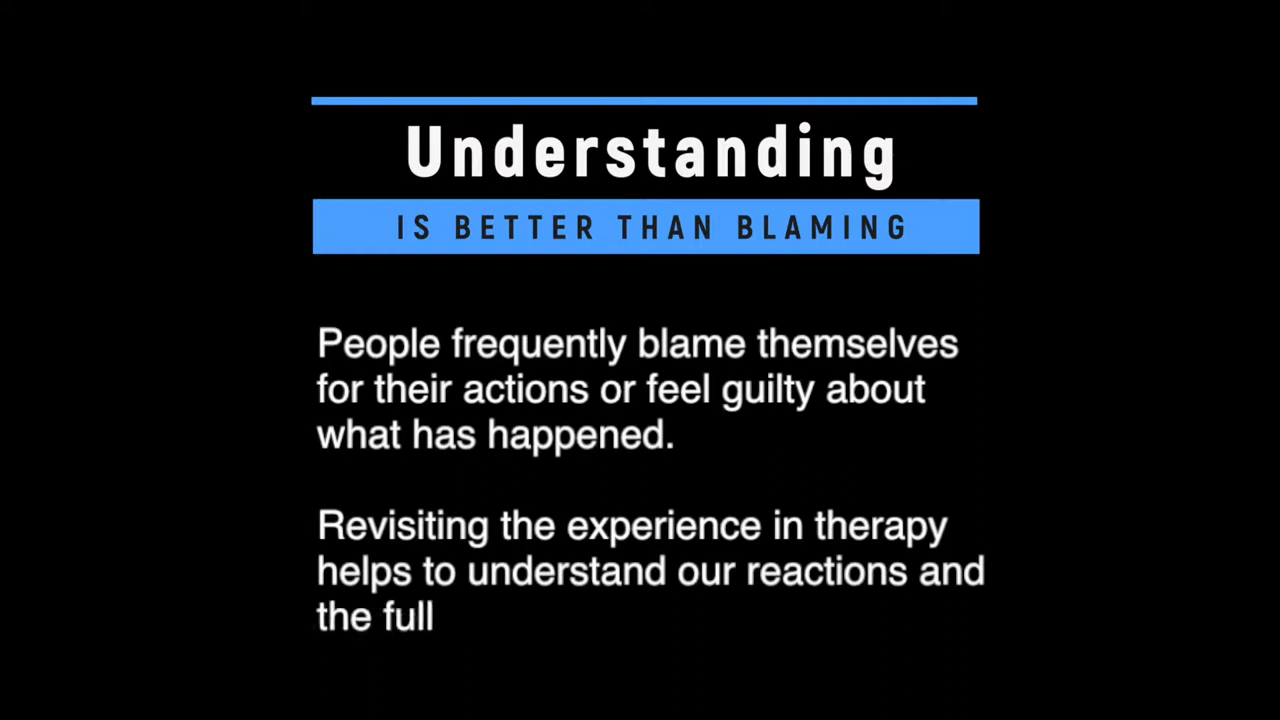 Understanding
IS BETTER THAN BLAMING
People frequently blame themselves
for their actions or feel guilty about
what has happened.
Revisiting the experience in therapy
helps to understand our reactions and
the full